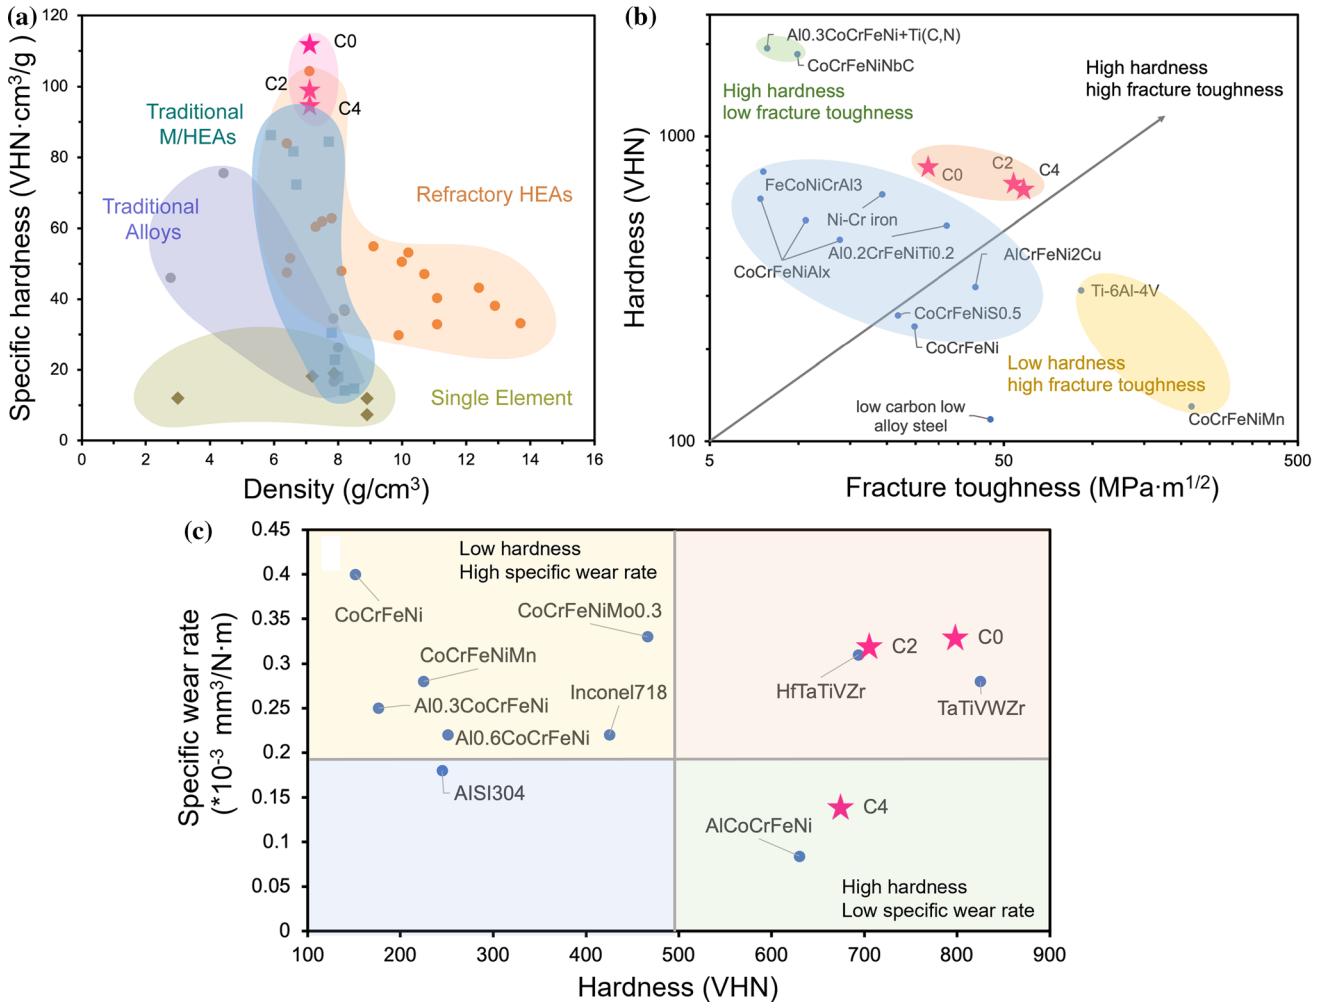 (a)
Specific hardness (VHN·cm3/g)
120
100
80
60
40
20
0
C0
C2
C4
Traditional
M/HEAs
Traditional
Alloys
Refractory HEAs
Single Element
0 2 4 6 8 10 12 14 16
Density (g/cm3)
(b)
Hardness (VHN)
1000
100
Al0.3CoCrFeNi+Ti(C,N)
CoCrFeNiNbC
High hardness
low fracture toughness
High hardness
high fracture toughness
C0
C2
C4
FeCoNiCrAl3
Ni-Cr iron
Al0.2CrFeNiTi0.2
CoCrFeNiAlx
AlCrFeNi2Cu
Ti-6Al-4V
CoCrFeNiS0.5
CoCrFeNi
Low hardness
high fracture toughness
low carbon low
alloy steel
CoCrFeNiMn
5 50 500
Fracture toughness (MPa·m1/2)
(c)
Specific wear rate
(*10-3 mm3/N·m)
0.45
0.4
0.35
0.3
0.25
0.2
0.15
0.1
0.05
0
Low hardness
High specific wear rate
CoCrFeNi
CoCrFeNiMo0.3
CoCrFeNiMn
Inconel718
Al0.3CoCrFeNi
Al0.6CoCrFeNi
AISI304
C2
C0
HfTaTiVZr
TaTiVWZr
C4
AlCoCrFeNi
High hardness
Low specific wear rate
100 200 300 400 500 600 700 800 900
Hardness (VHN)